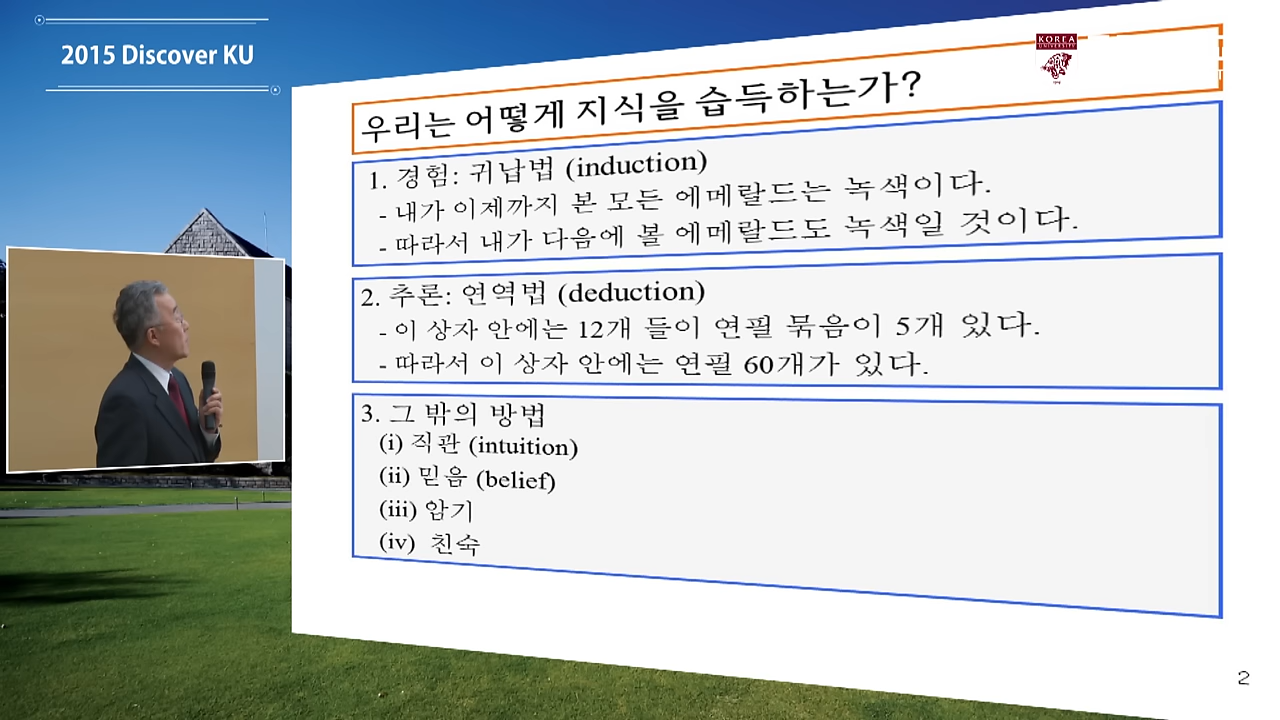 2015 Discover KU
KOREA
UNIVERSITY
우리는 어떻게 지식을 습득하는가?
1. 경험: 귀납법 (induction)
- 내가 이제까지 본 모든 에메랄드는 녹색이다.
- 따라서 내가 다음에 볼 에메랄드도 녹색일 것이다.
2. 추론: 연역법 (deduction)
- 이 상자 안에는 12개 들이 연필 묶음이 5개 있다.
- 따라서 이 상자 안에는 연필 60개가 있다.
3. 그 밖의 방법
(i) 직관 (intuition)
(ii) 믿음 (belief)
(iii) 암기
(iv) 친숙
2